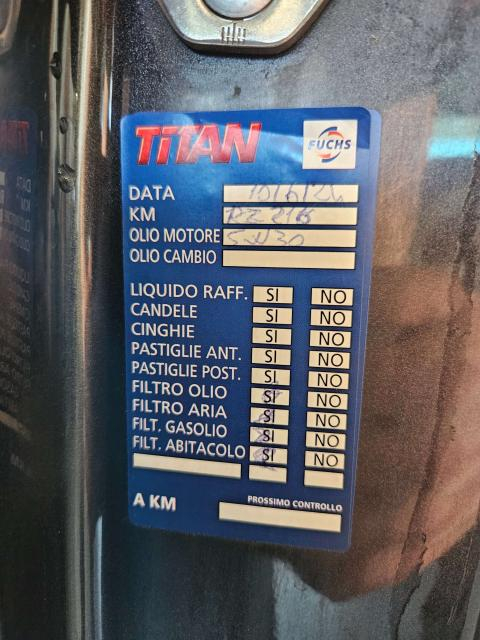 TITAN
FUCHS
DATA 10/6/24
KM
OLIO MOTORE 5W30
OLIO CAMBIO
LIQUIDO RAFF. SI NO
CANDELE SI NO
CINGHIE SI NO
PASTIGLIE ANT. SI NO
PASTIGLIE POST. SI NO
FILTRO OLIO SI NO
FILTRO ARIA SI NO
FILT. GASOLIO SI NO
FILT. ABITACOLO SI NO
A KM
PROSSIMO CONTROLLO